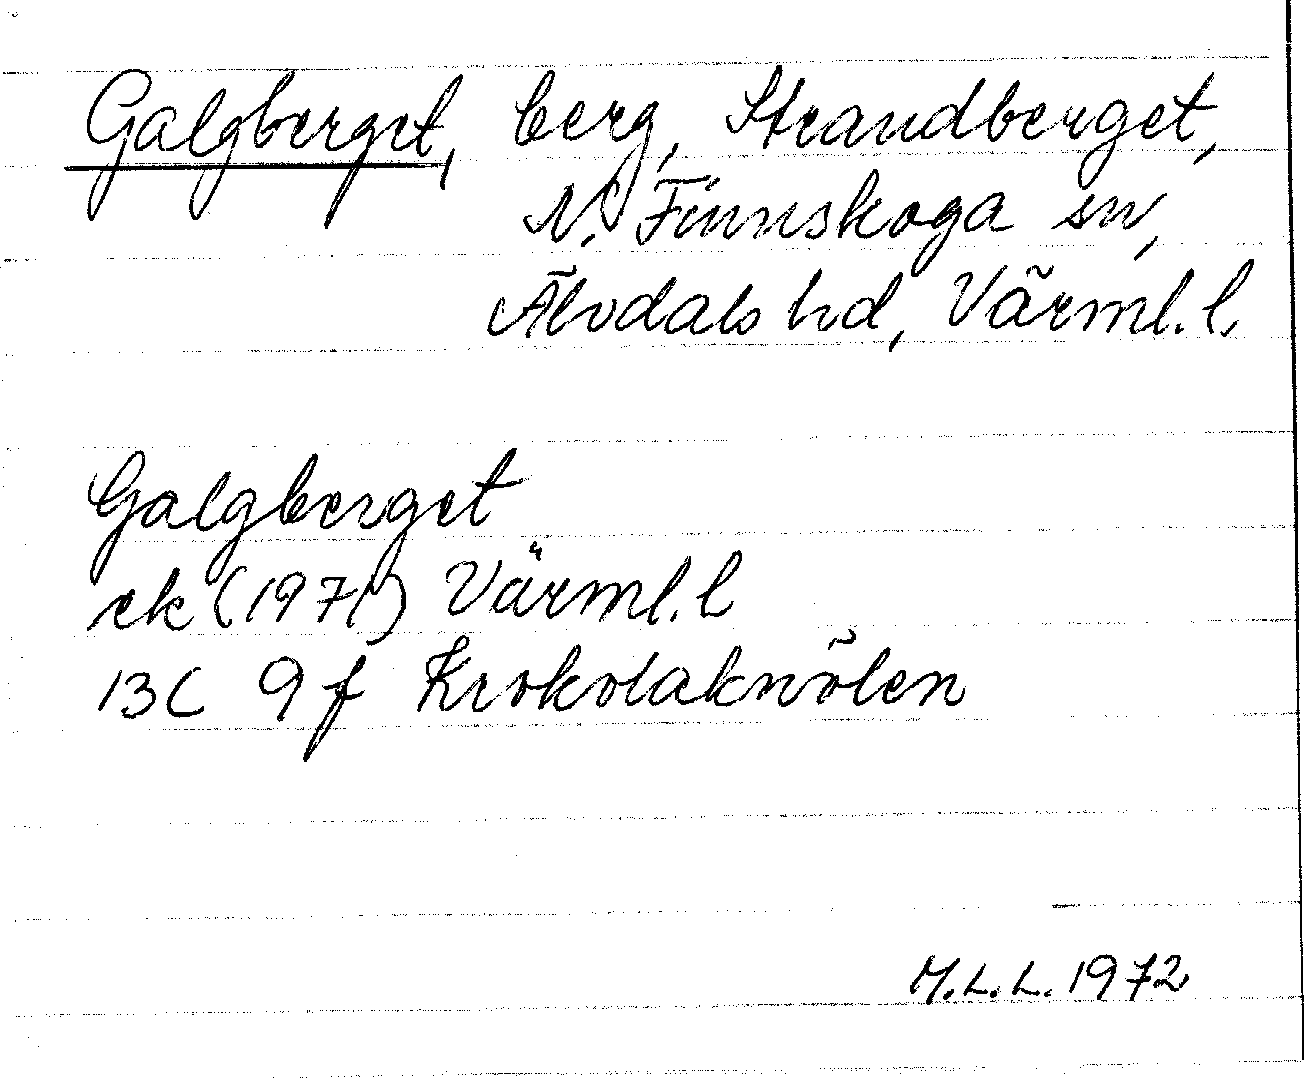 Galgberget, berg, Strandberget,
N. Finnskoga sn,
Älvdals hd, Värml. l.
Galgberget
ek (1971) Värml. l
13C 9f Krokolaknölen
M.L.L. 1972